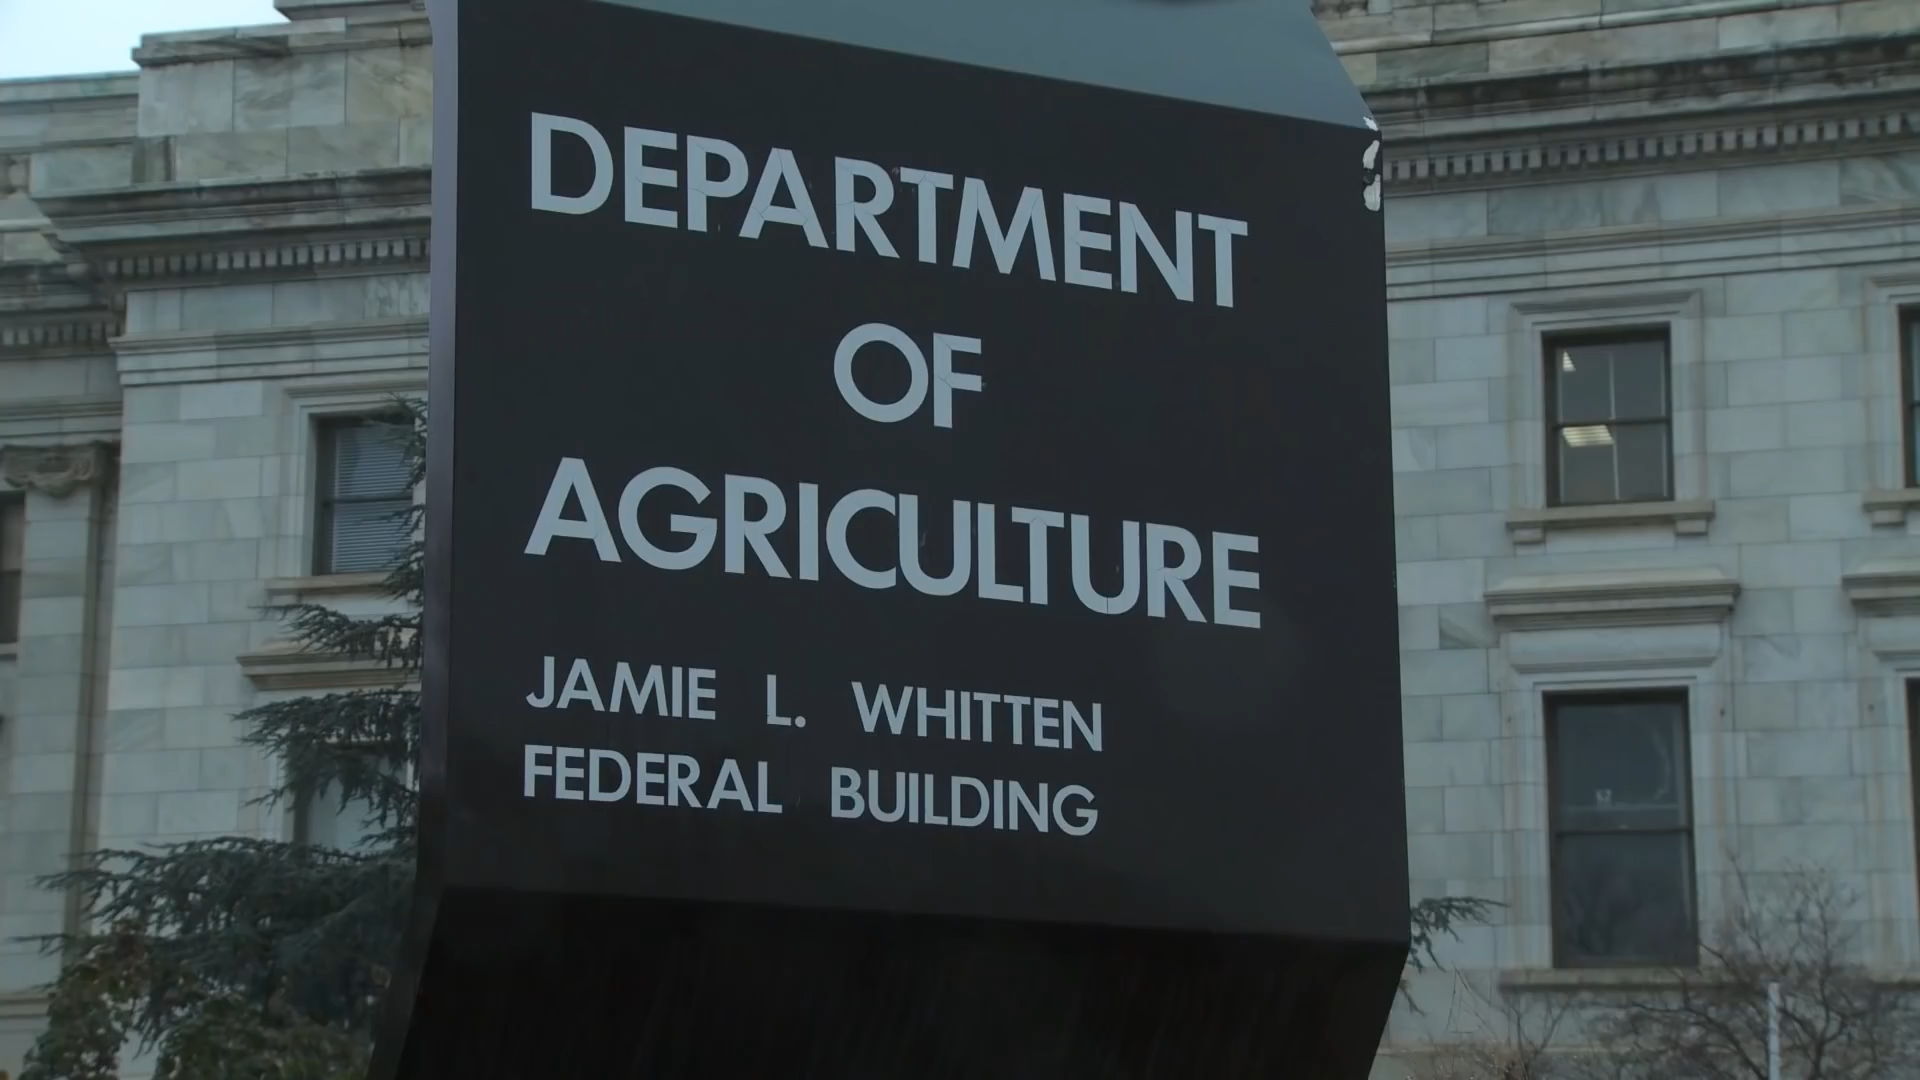 DEPARTMENT
OF
AGRICULTURE
JAMIE L. WHITTEN
FEDERAL BUILDING